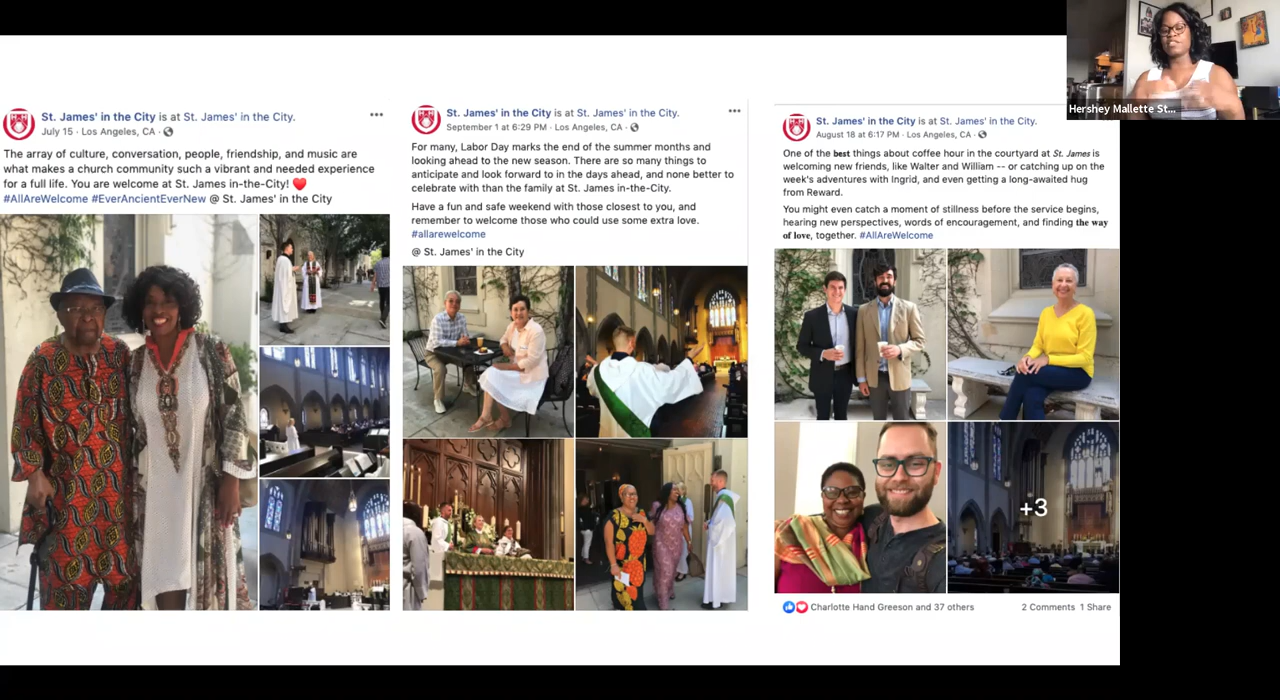 St. James' in the City is at St. James' in the City.
July 15 · Los Angeles, CA ·
The array of culture, conversation, people, friendship, and music are
what makes a church community such a vibrant and needed experience
for a full life. You are welcome at St. James in-the-City! ❤️
#AllAreWelcome #EverAncientEverNew @ St. James' in the City
St. James' in the City is at St. James' in the City.
September 1 at 6:29 PM · Los Angeles, CA ·
For many, Labor Day marks the end of the summer months and
looking ahead to the new season. There are so many things to
anticipate and look forward to in the days ahead, and none better to
celebrate with than the family at St. James in-the-City.
Have a fun and safe weekend with those closest to you, and
remember to welcome those who could use some extra love.
#allarewelcome
@ St. James' in the City
St. James' in the City is at St. James' in the City.
August 18 at 6:17 PM · Los Angeles, CA ·
One of the best things about coffee hour in the courtyard at St. James is
welcoming new friends, like Walter and William -- or catching up on the
week's adventures with Ingrid, and even getting a long-awaited hug
from Reward.
You might even catch a moment of stillness before the service begins,
hearing new perspectives, words of encouragement, and finding the way
of love, together. #AllAreWelcome
+3
Charlotte Hand Greeson and 37 others
2 Comments 1 Share
Hershey Mallette St...